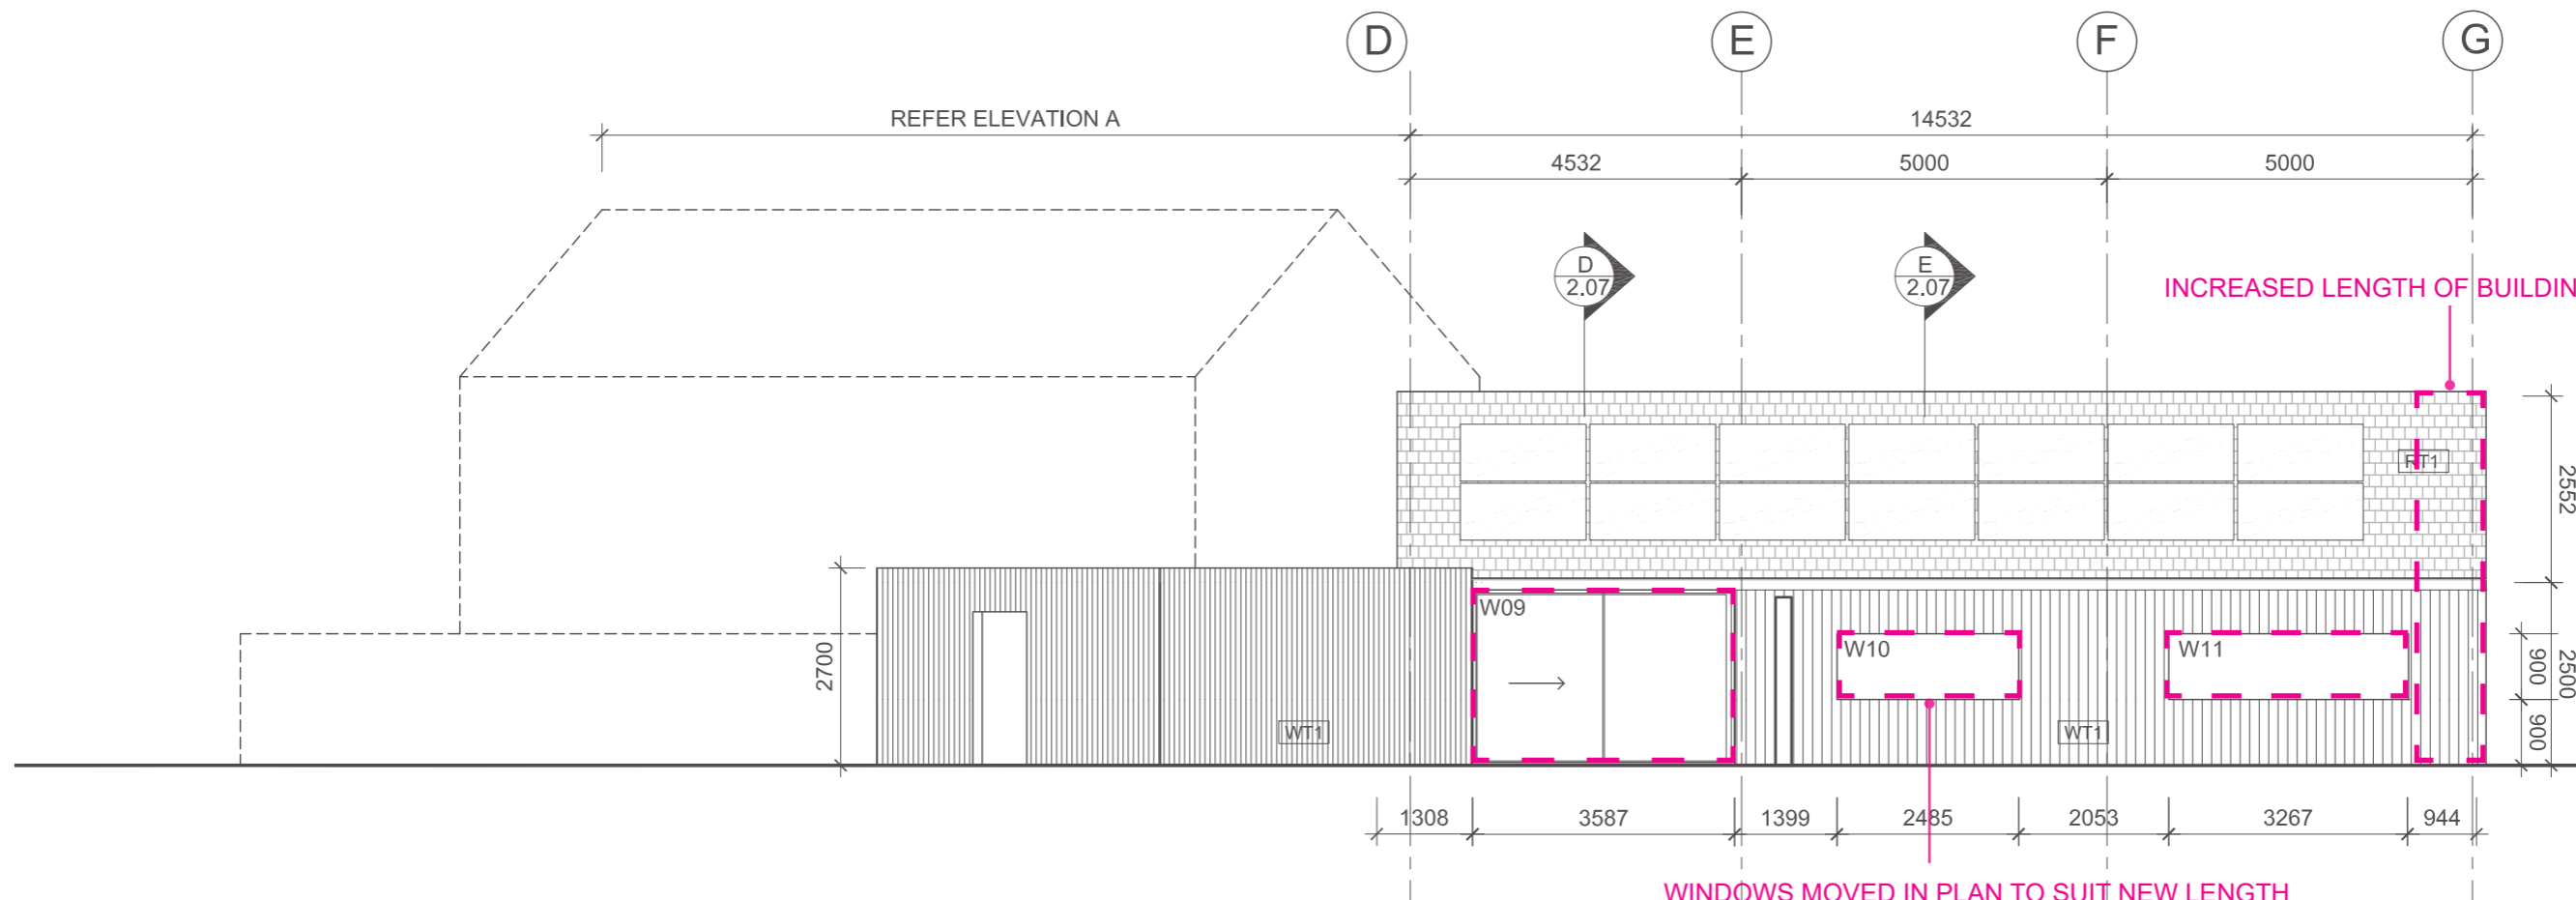 D E F G
REFER ELEVATION A 14532
4532 5000 5000
D E
2.07 2.07
INCREASED LENGTH OF BUILDIN
RT1
2552
W09
W10 W11
2700
900 2500
WT1 WT1
900
1308 3587 1399 2485 2053 3267 944
WINDOWS MOVED IN PLAN TO SUIT NEW LENGTH